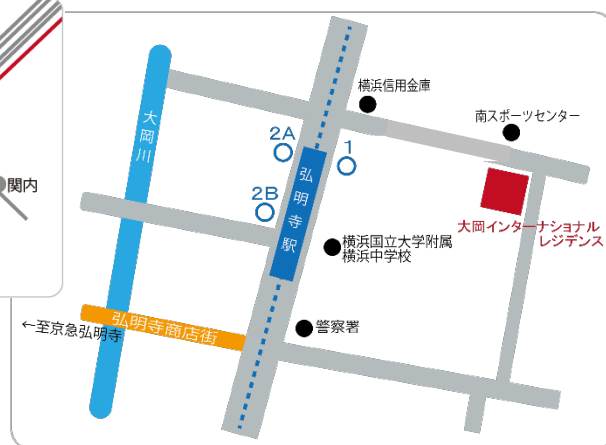 関内
横浜信用金庫
南スポーツセンター
大岡川
2A
1
2B
弘明寺駅
大岡インターナショナル
レジデンス
横浜国立大学附属
横浜中学校
弘明寺商店街
←至京急弘明寺
警察署